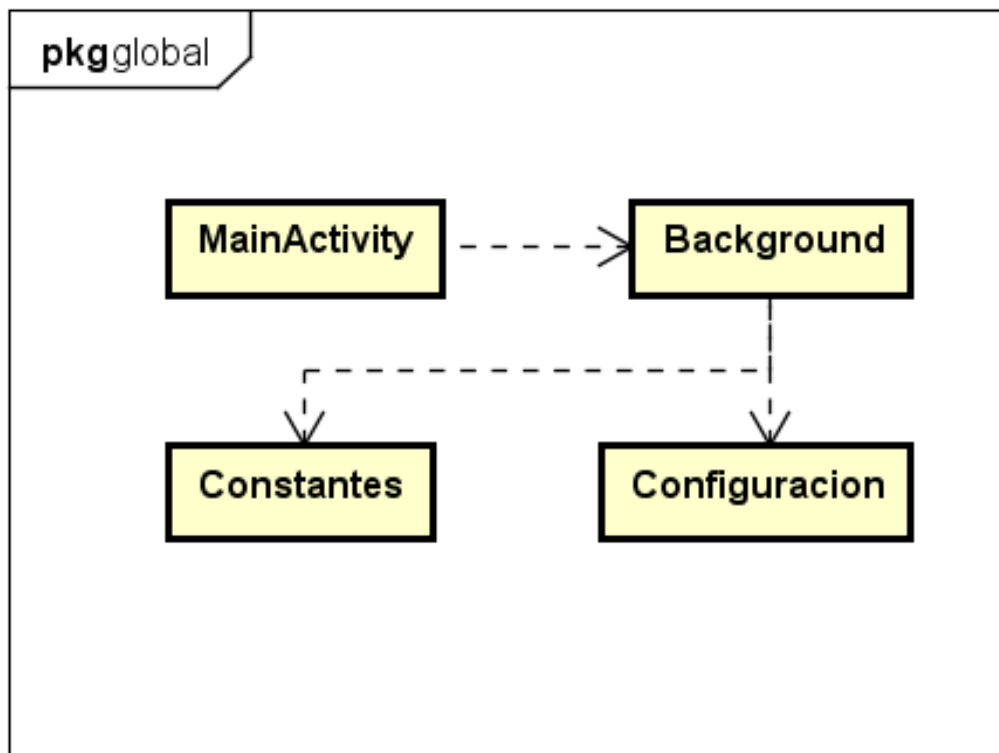 pkg global
MainActivity
Background
Constantes
Configuracion